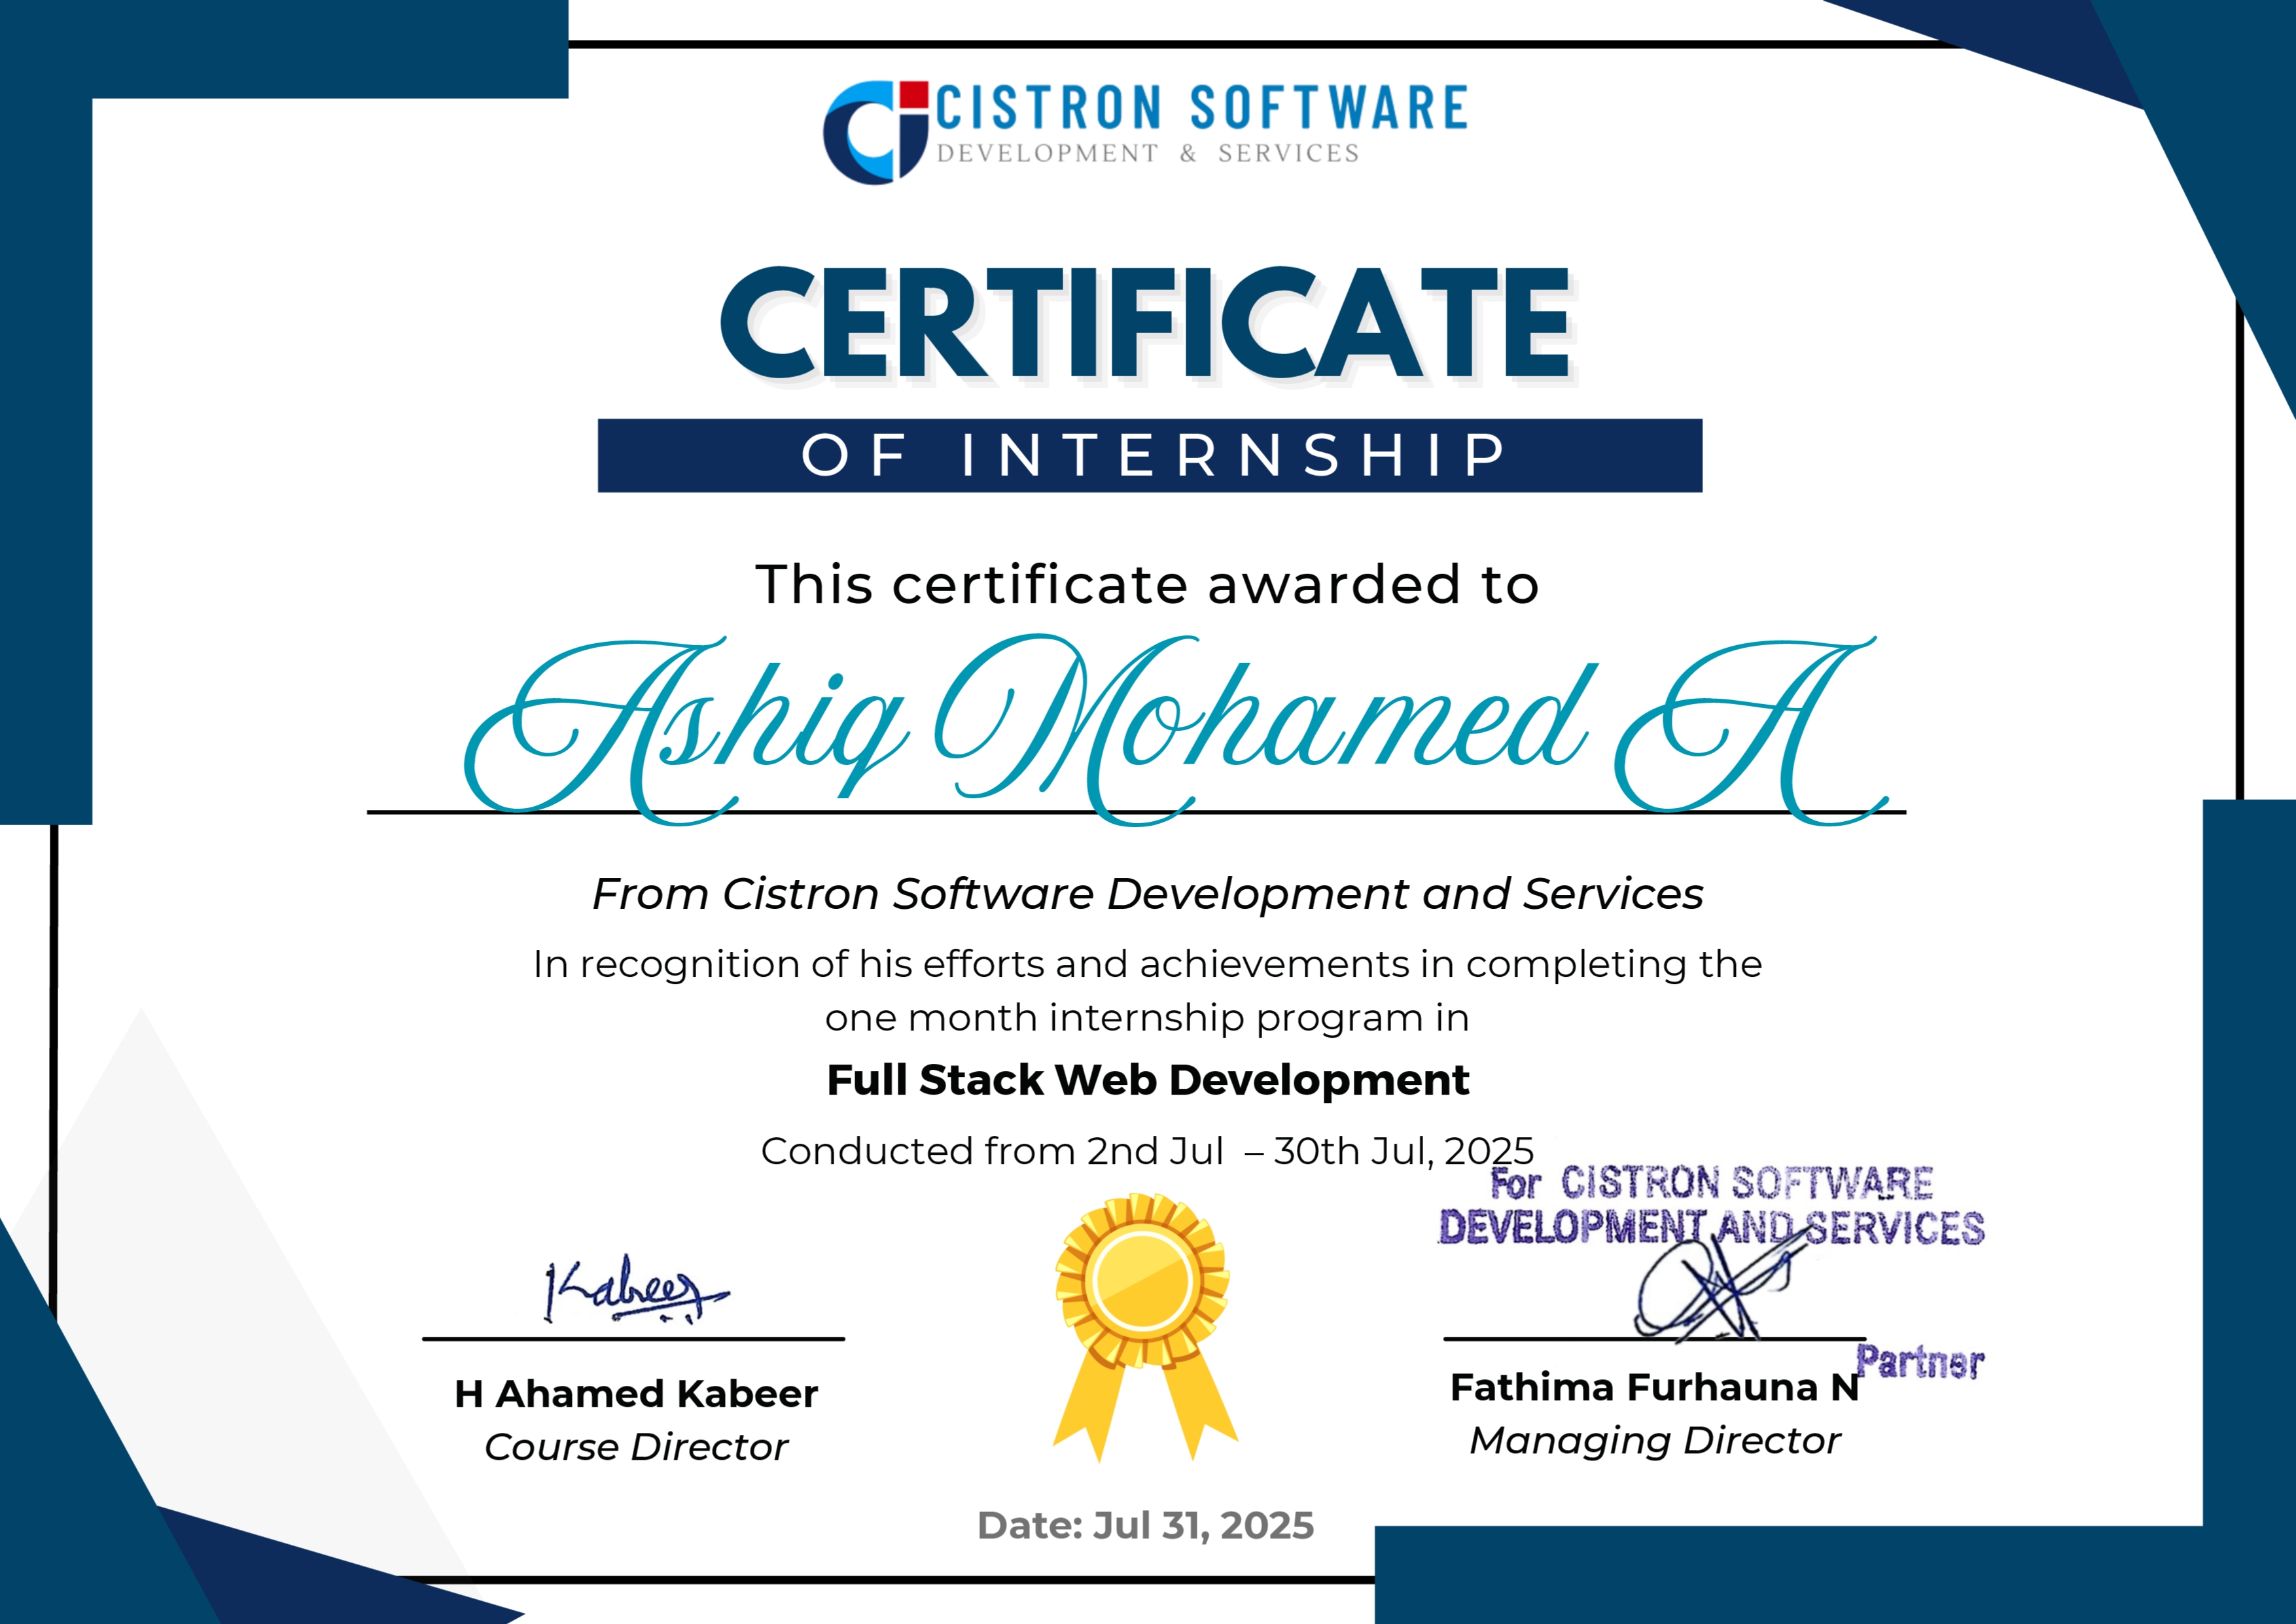 CISTRON SOFTWARE
DEVELOPMENT & SERVICES
CERTIFICATE
OF INTERNSHIP
This certificate awarded to
Ashiq Mohamed A
From Cistron Software Development and Services
In recognition of his efforts and achievements in completing the
one month internship program in
Full Stack Web Development
Conducted from 2nd Jul – 30th Jul, 2025
For CISTRON SOFTWARE
DEVELOPMENT AND SERVICES
Kabeer
Partner
H Ahamed Kabeer
Course Director
Fathima Furhauna N
Managing Director
Date: Jul 31, 2025